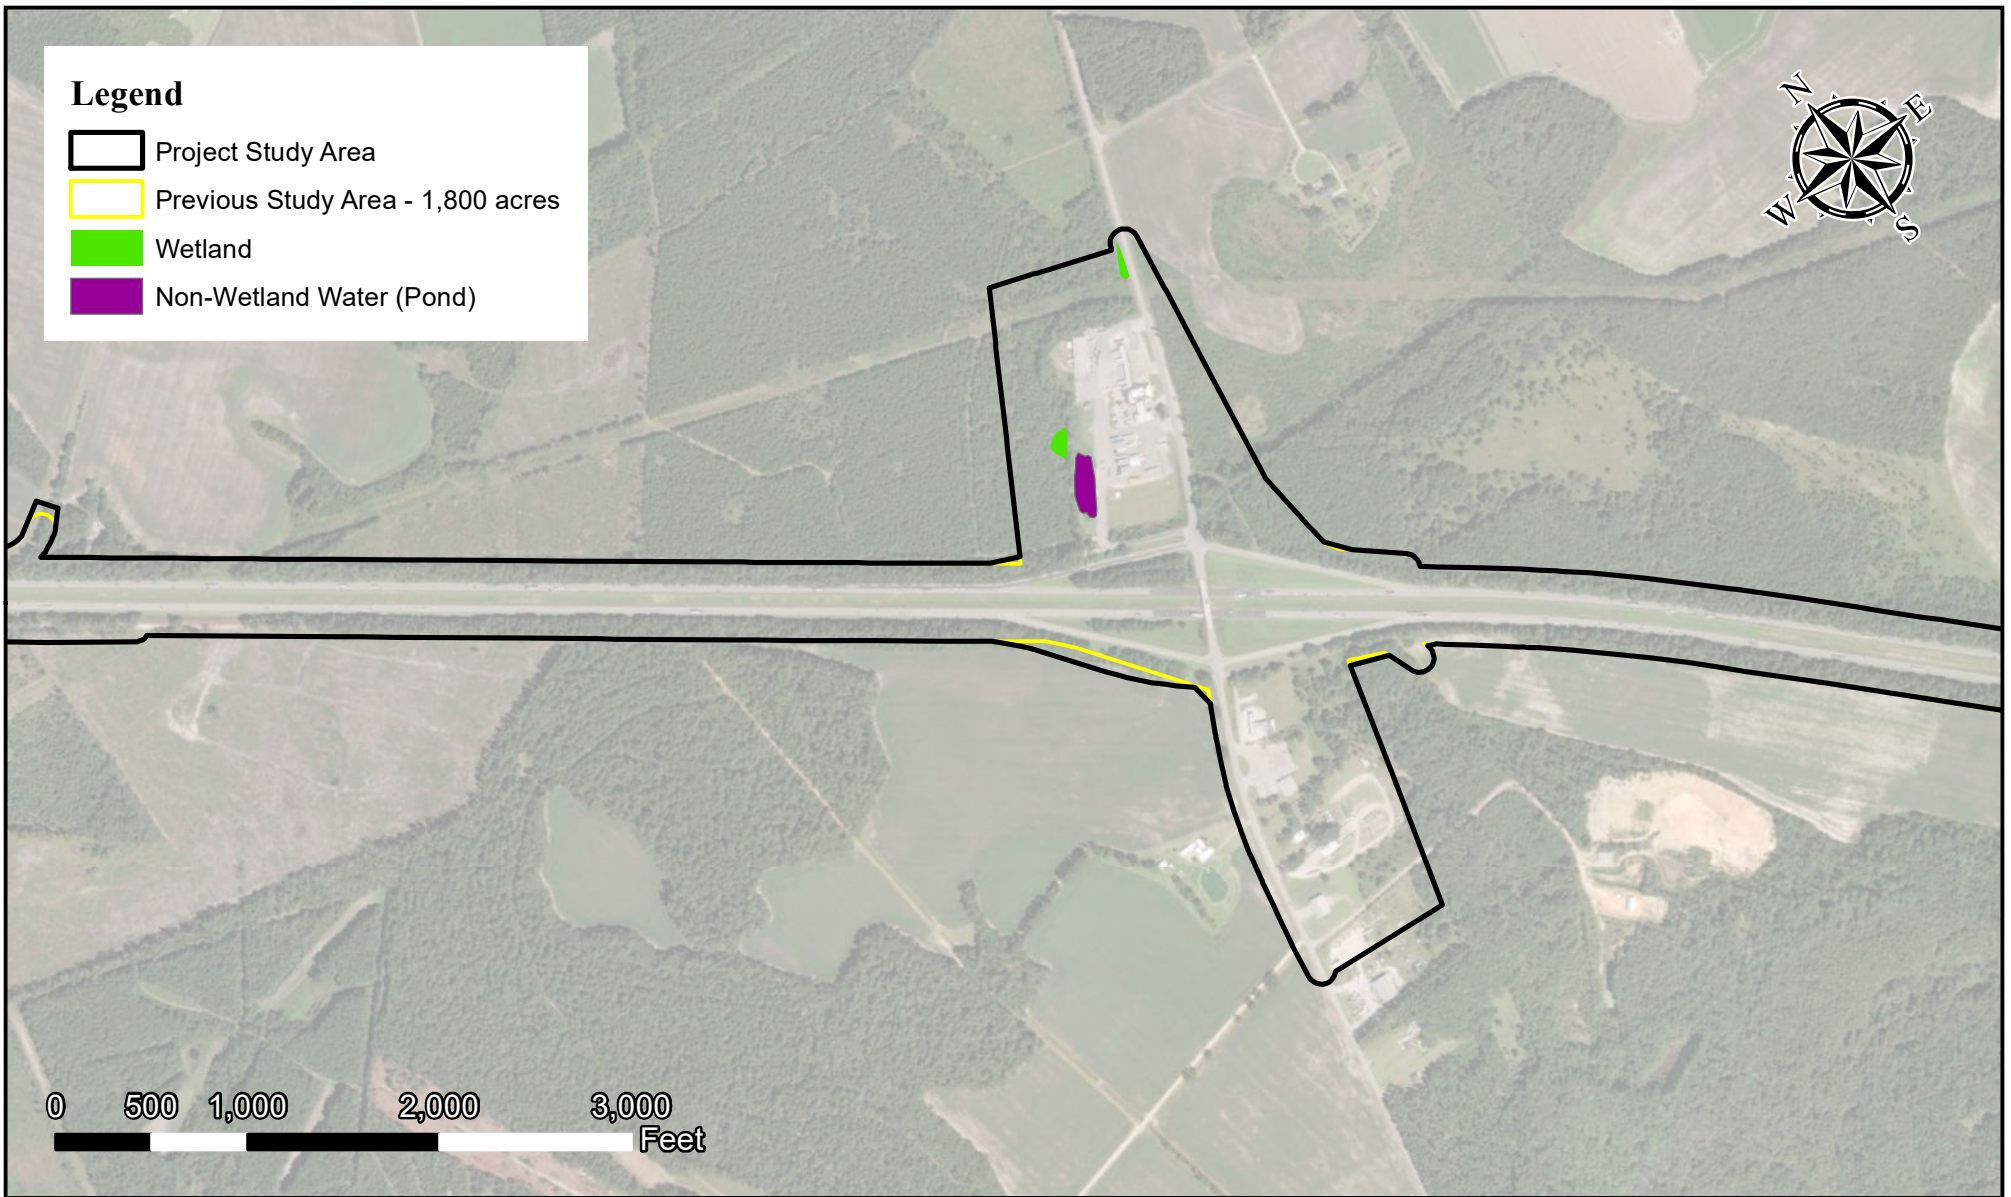 Legend
Project Study Area
Previous Study Area - 1,800 acres
Wetland
Non-Wetland Water (Pond)
N
E
W
S
0 500 1,000 2,000 3,000
Feet